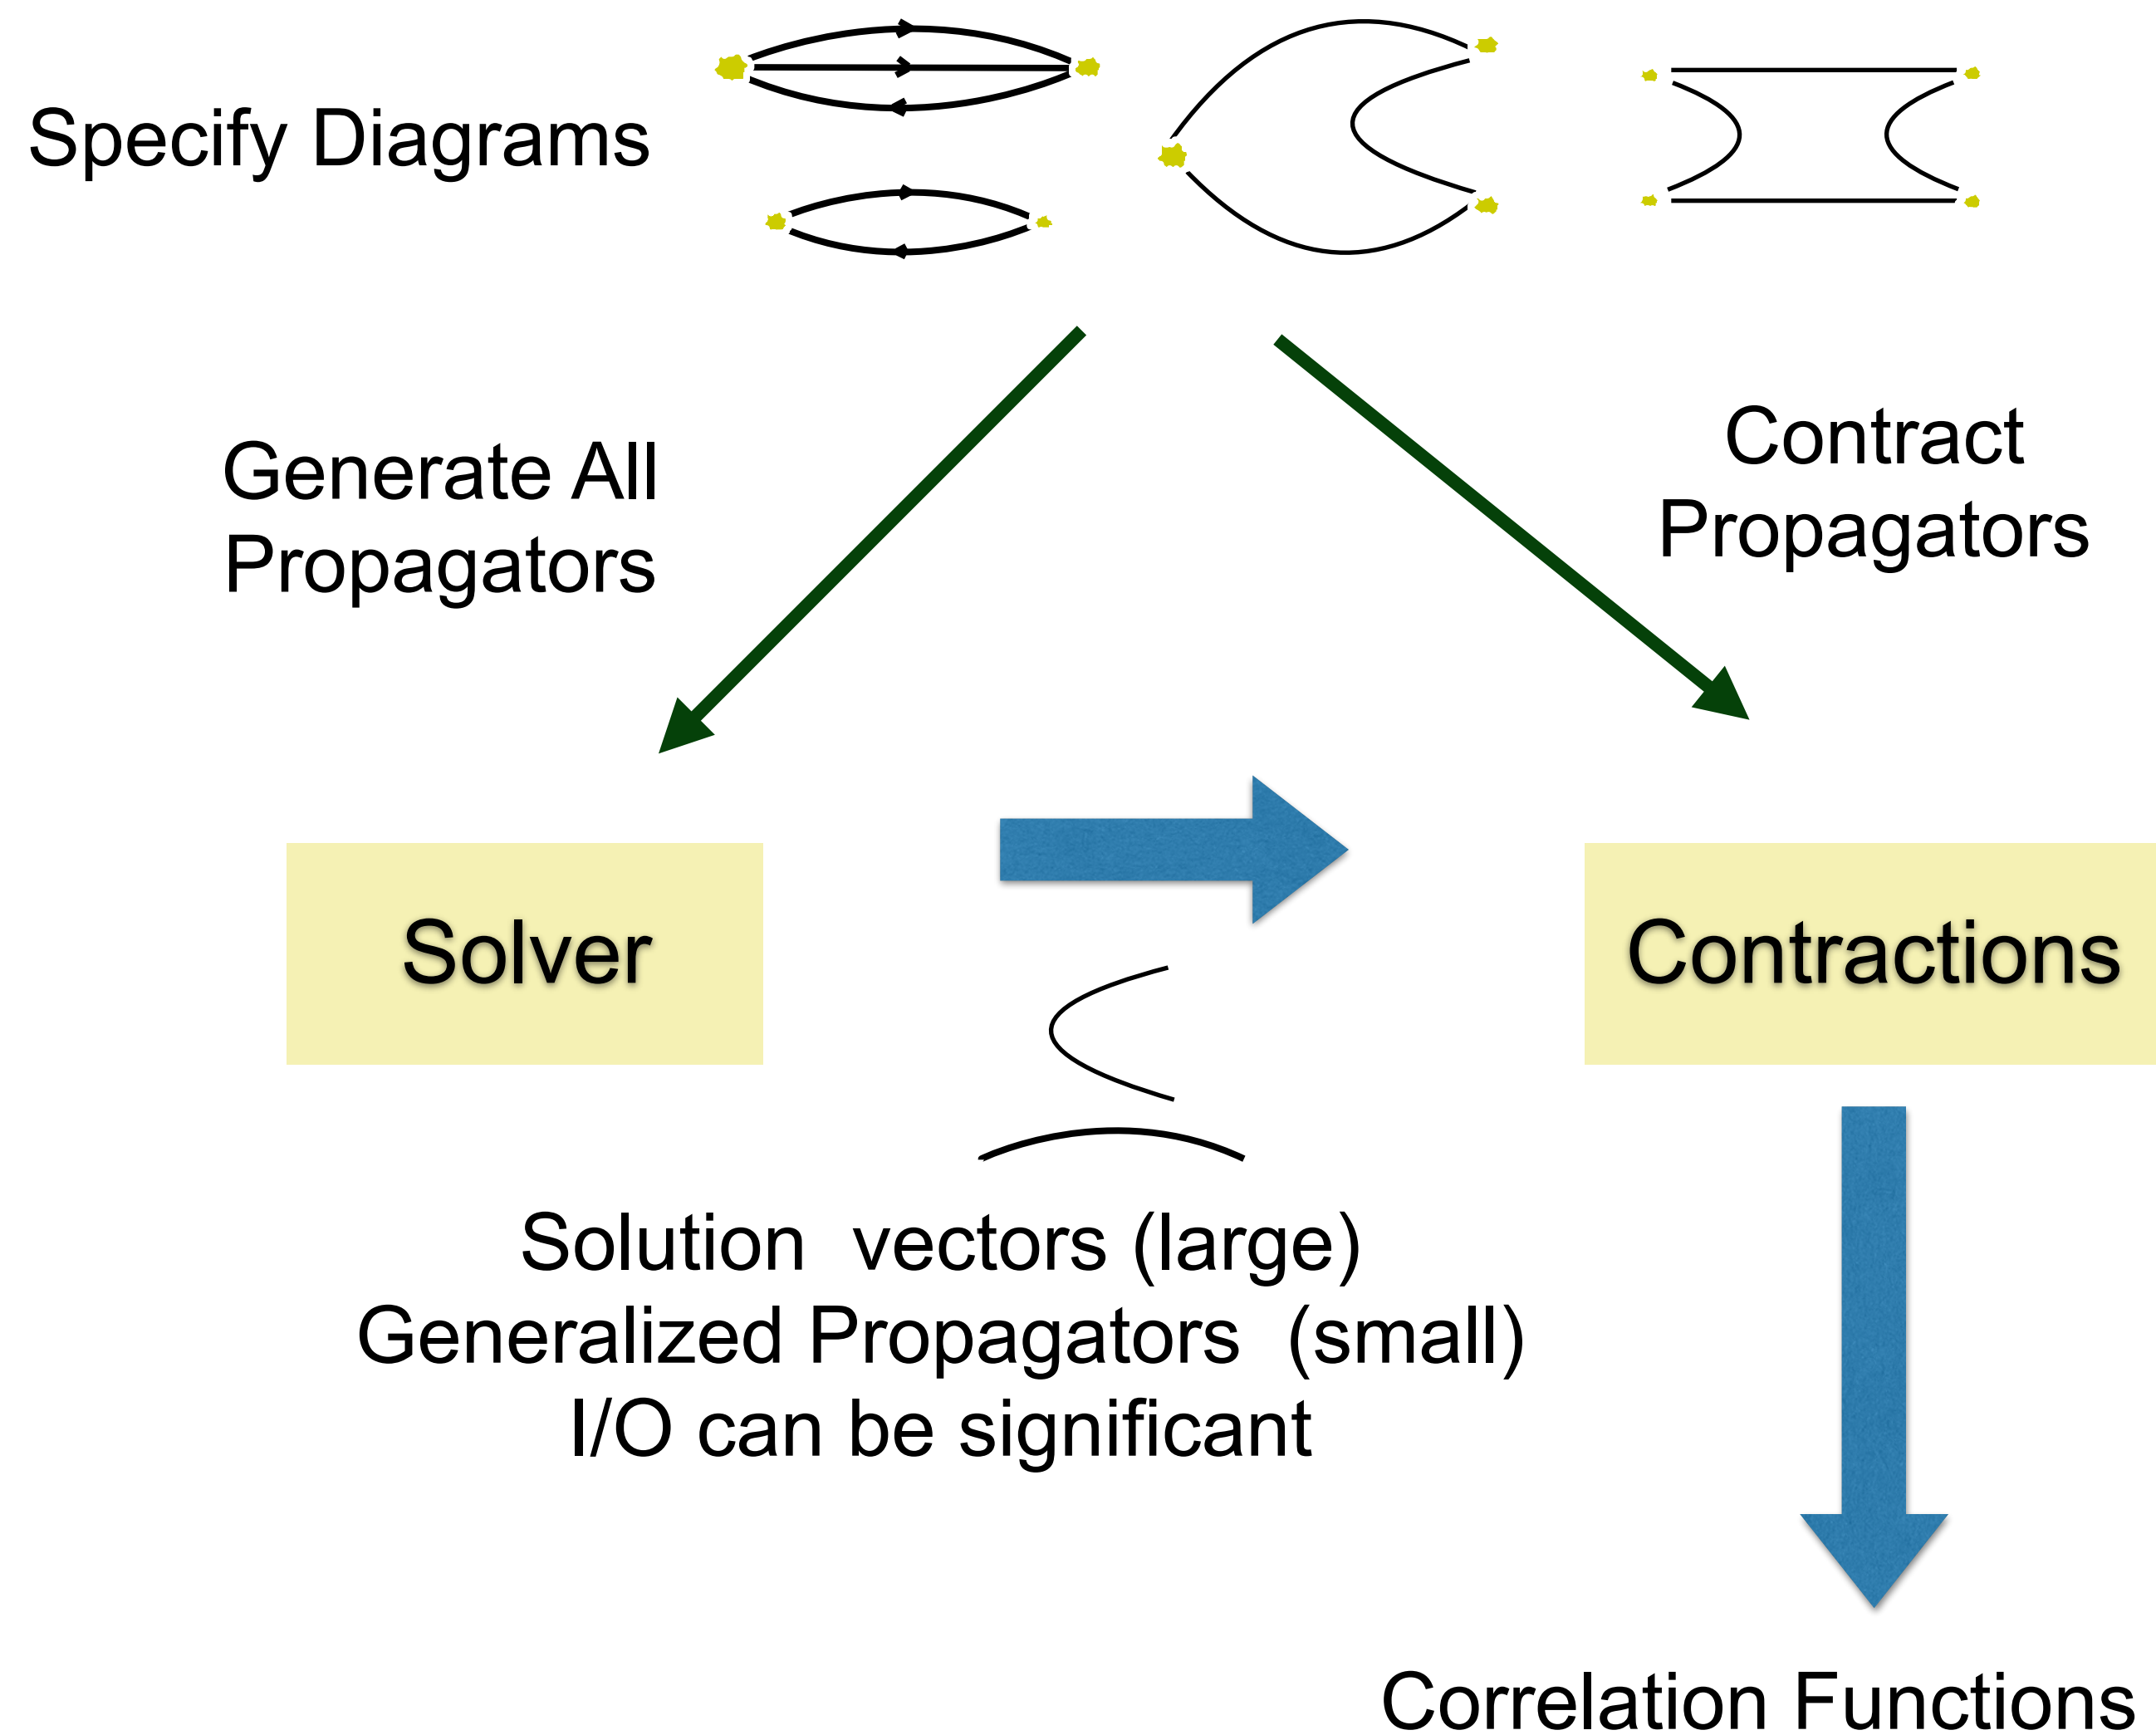 Specify Diagrams
Generate All
Propagators
Contract
Propagators
Solver
Contractions
Solution vectors (large)
Generalized Propagators (small)
I/O can be significant
Correlation Functions